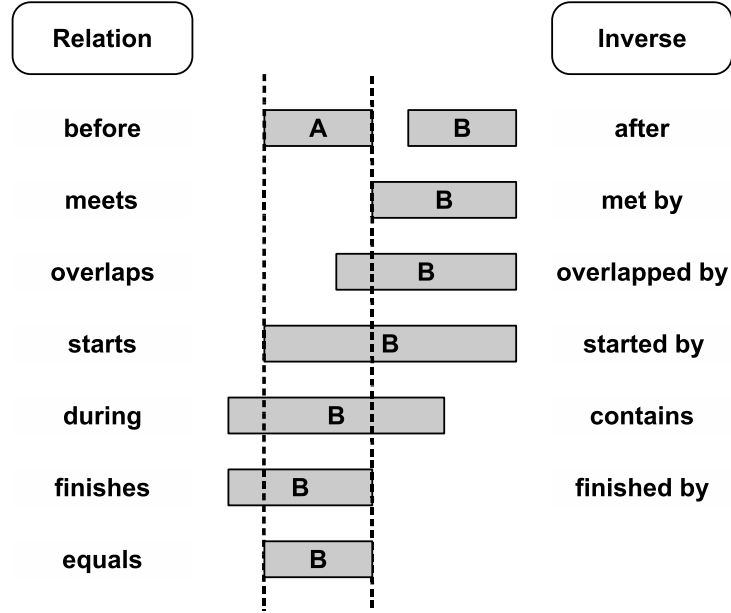 Relation Inverse
before A B after
meets B met by
overlaps B overlapped by
starts B started by
during B contains
finishes B finished by
equals B